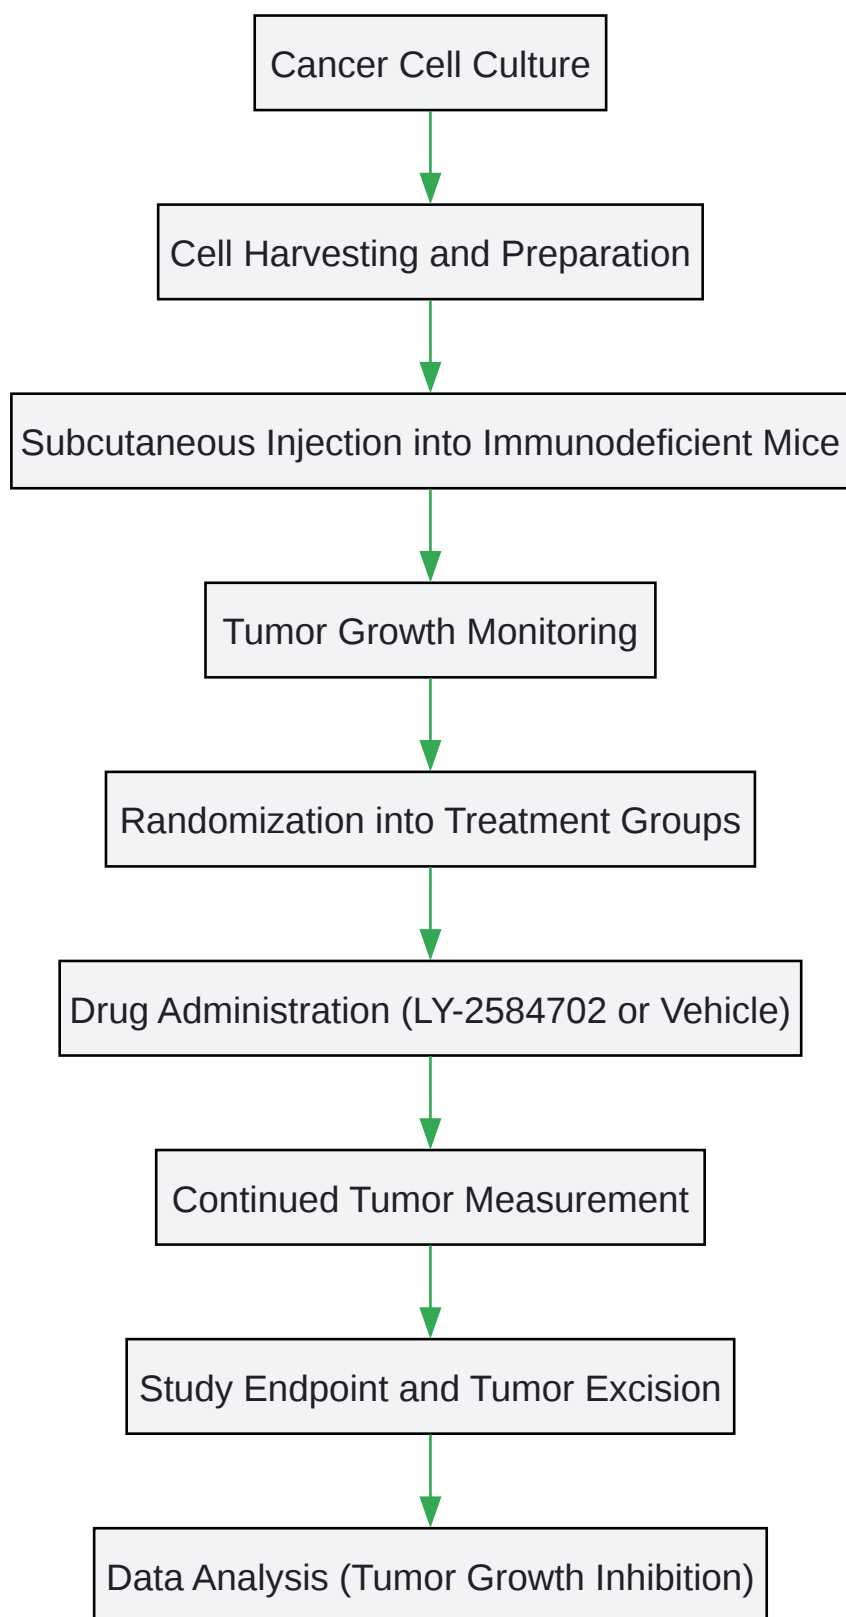 Cancer Cell Culture
Cell Harvesting and Preparation
Subcutaneous Injection into Immunodeficient Mice
Tumor Growth Monitoring
Randomization into Treatment Groups
Drug Administration (LY-2584702 or Vehicle)
Continued Tumor Measurement
Study Endpoint and Tumor Excision
Data Analysis (Tumor Growth Inhibition)